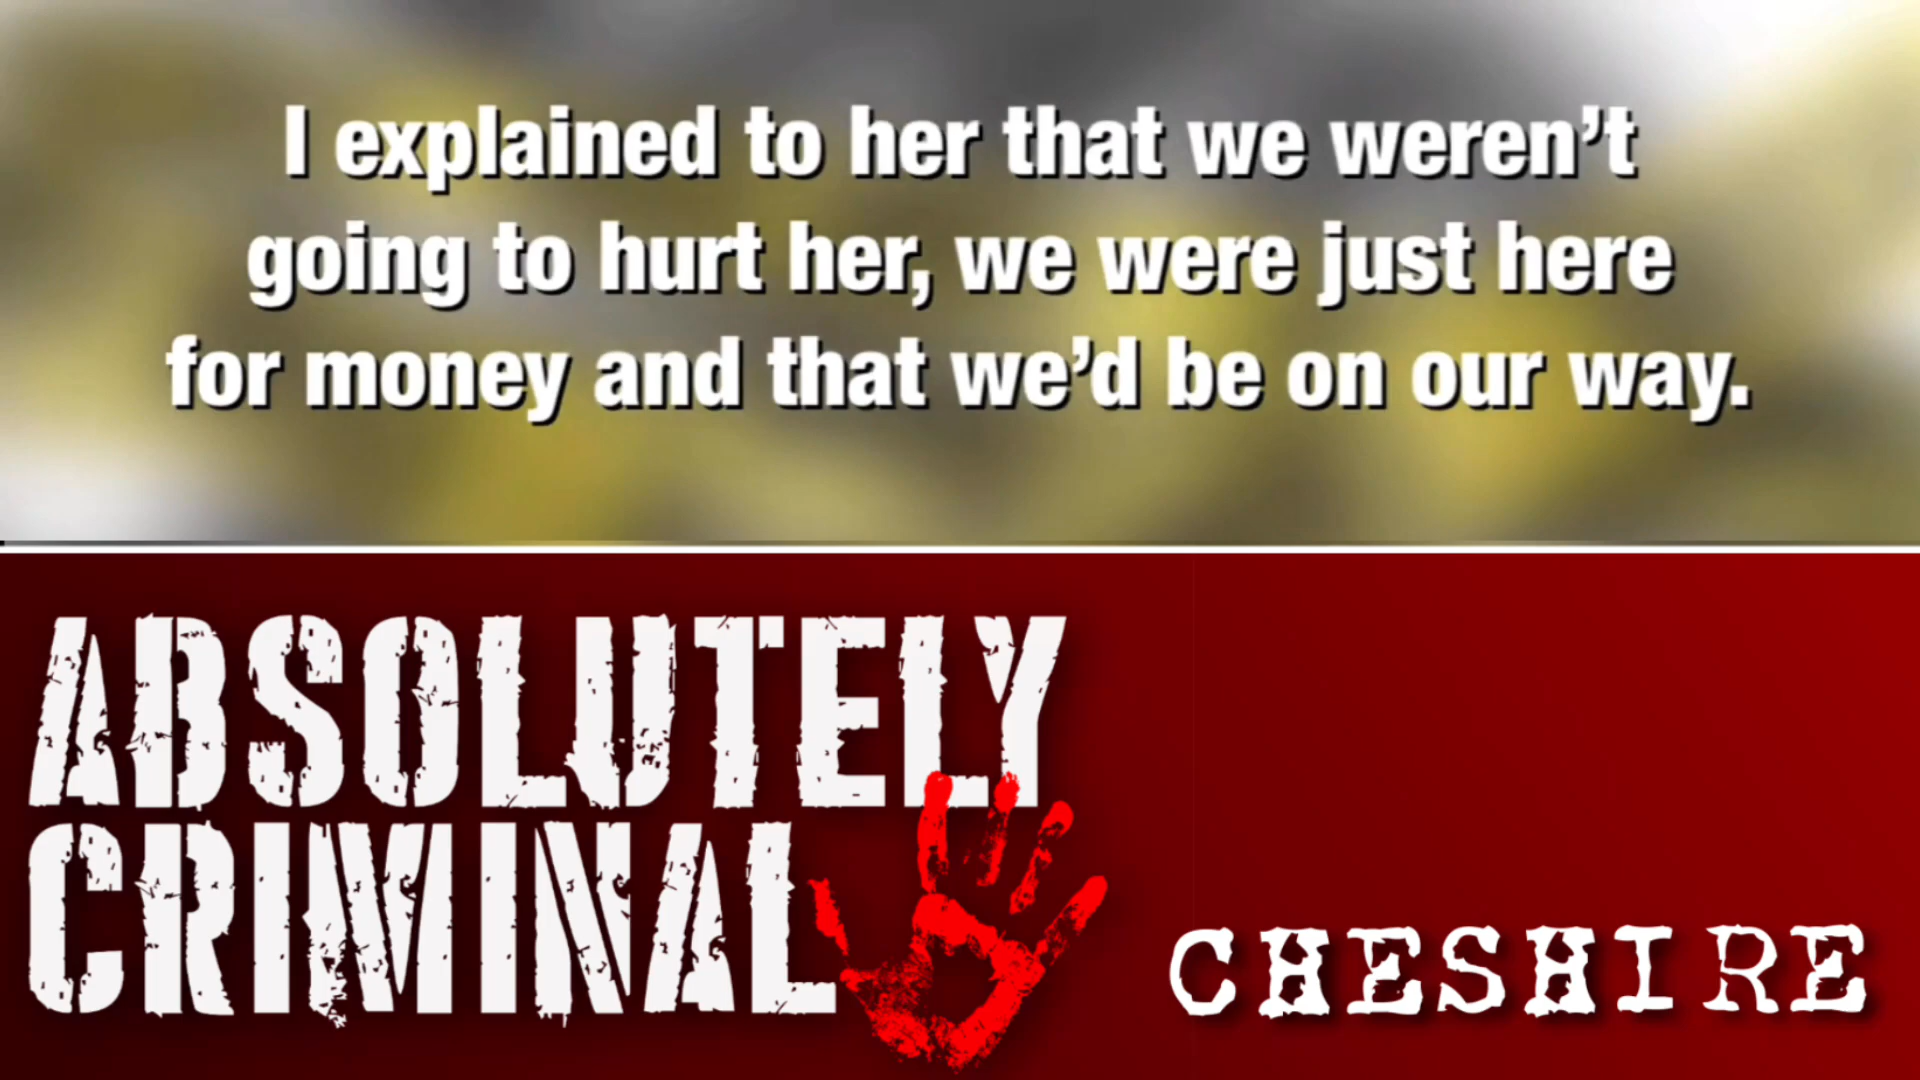 I explained to her that we weren’t
going to hurt her, we were just here
for money and that we’d be on our way.
ABSOLUTELY
CRIMINAL
CHESHIRE